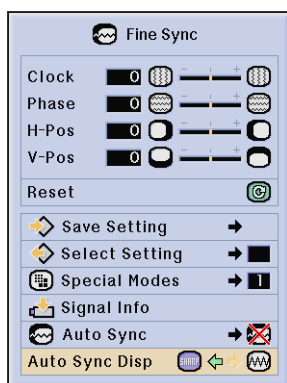 Fine Sync
Clock 0 - +
Phase 0 - +
H-Pos 0 - +
V-Pos 0 - +
Reset
Save Setting
Select Setting
Special Modes 1
Signal Info
Auto Sync
Auto Sync Disp